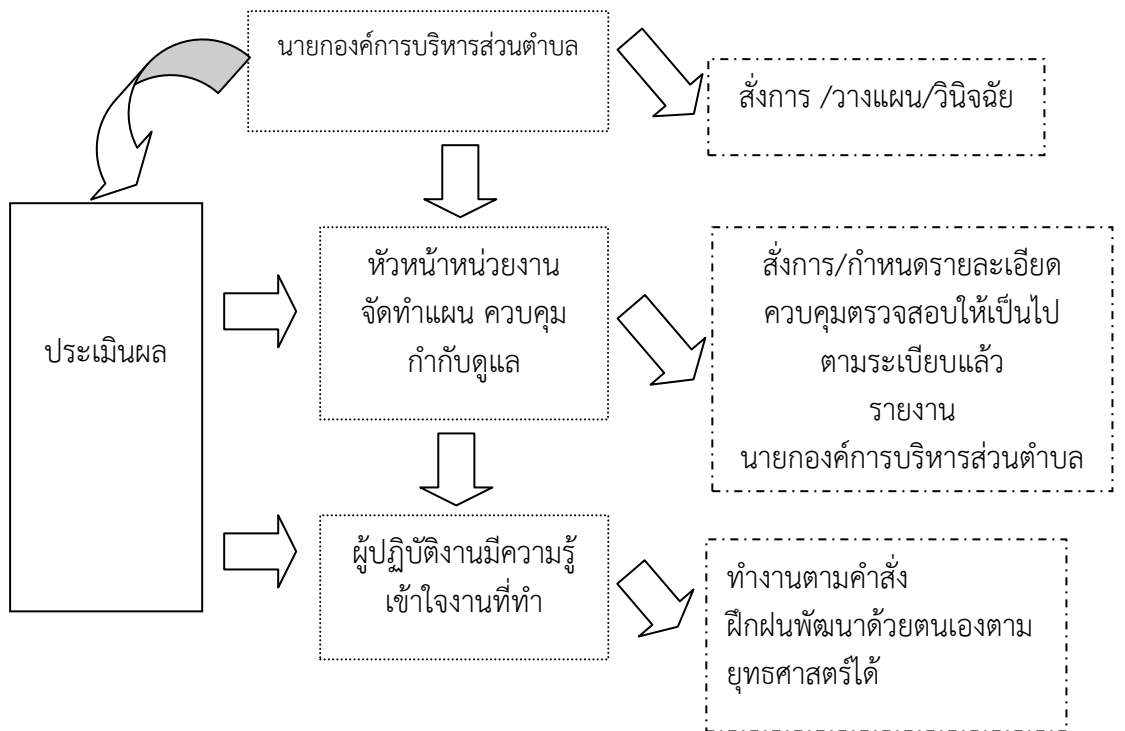 นายกองค์การบริหารส่วนตำบล
สั่งการ /วางแผน/วินิจฉัย
ประเมินผล
หัวหน้าหน่วยงาน
จัดทำแผน ควบคุม
กำกับดูแล
สั่งการ/กำหนดรายละเอียด
ควบคุมตรวจสอบให้เป็นไป
ตามระเบียบแล้ว
รายงาน
นายกองค์การบริหารส่วนตำบล
ผู้ปฏิบัติงานมีความรู้
เข้าใจงานที่ทำ
ทำงานตามคำสั่ง
ฝึกฝนพัฒนาด้วยตนเองตาม
ยุทธศาสตร์ได้